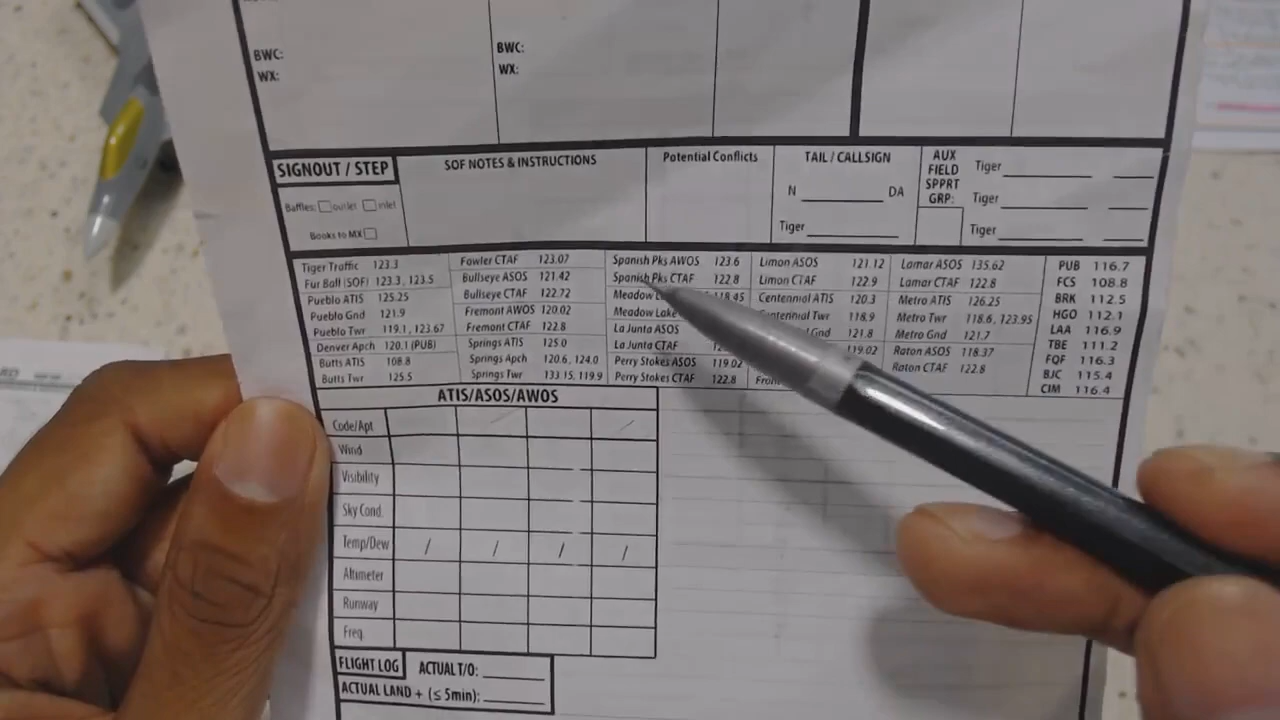 BWC:
WX:
BWC:
WX:
SIGNOUT / STEP
Baffles: outlet inlet
Books to MX
SOF NOTES & INSTRUCTIONS
Potential Conflicts
TAIL / CALLSIGN
N DA
Tiger
AUX
FIELD
SPPRT
GRP:
Tiger
Tiger
Tiger
Tiger Traffic 123.3
Fur Ball (SOF) 123.3, 123.5
Pueblo ATIS 125.25
Pueblo Gnd 121.9
Pueblo Twr 119.1, 123.67
Denver Apch 120.1 (PUB)
Butts ATIS 108.8
Butts Twr 125.5
Fowler CTAF 123.07
Bullseye ASOS 121.42
Bullseye CTAF 122.72
Fremont AWOS 120.02
Fremont CTAF 122.8
Springs ATIS 125.0
Springs Apch 120.6, 124.0
Springs Twr 133.15, 119.9
Spanish Pks AWOS 123.6
Spanish Pks CTAF 122.8
Meadow
Meadow Lake
La Junta ASOS
La Junta CTAF
Perry Stokes ASOS 119.02
Perry Stokes CTAF 122.8
Limon ASOS 121.12
Limon CTAF 122.9
Centennial ATIS 120.3
Centennial Twr 118.9
Gnd 121.8
119.02
Lamar ASOS 135.62
Lamar CTAF 122.8
Metro ATIS 126.25
Metro Twr 118.6, 123.95
Metro Gnd 121.7
Raton ASOS 118.37
Raton CTAF 122.8
PUB 116.7
FCS 108.8
BRK 112.5
HGO 112.1
LAA 116.9
TBE 111.2
FQF 116.3
BJC 115.4
CIM 116.4
ATIS/ASOS/AWOS
Code/Apt / /
Wind
Visibility
Sky Cond.
Temp/Dew / / / /
Altimeter
Runway
Freq.
FLIGHT LOG
ACTUAL T/O:
ACTUAL LAND + (≤ 5min):